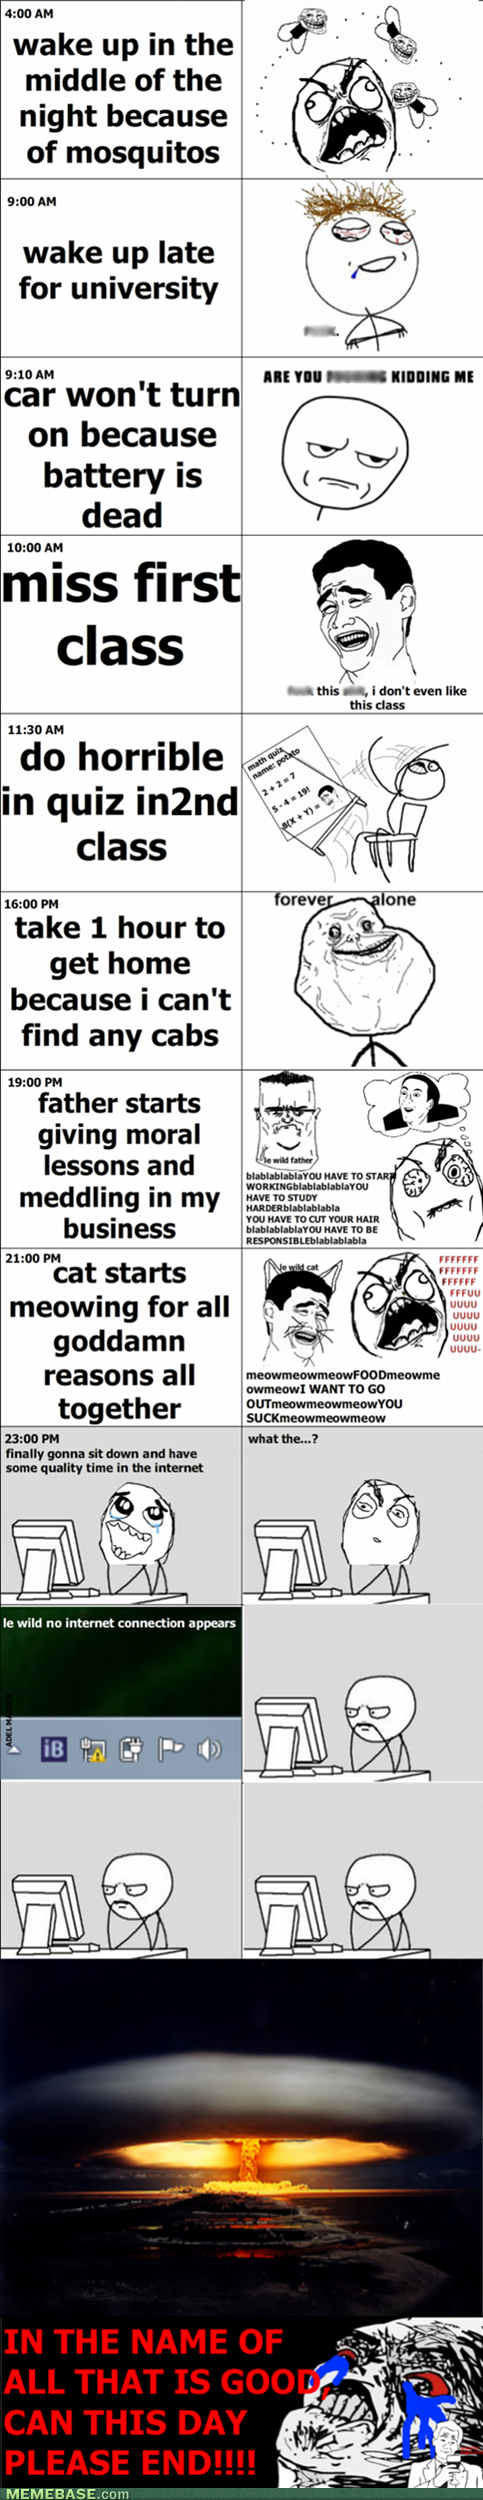 4:00 AM
wake up in the
middle of the
night because
of mosquitos
9:00 AM
wake up late
for university
9:10 AM
car won't turn
on because
battery is
dead
ARE YOU KIDDING ME
10:00 AM
miss first
class
this , i don't even like
this class
11:30 AM
do horrible
in quiz in2nd
class
math quiz
name: potato
2 + 2 = 7
5 - 4 = 19!
8(X + Y) =
16:00 PM
take 1 hour to
get home
because i can't
find any cabs
forever alone
19:00 PM
father starts
giving moral
lessons and
meddling in my
business
le wild father
blablablablaYOU HAVE TO START
WORKINGblablablablaYOU
HAVE TO STUDY
HARDERblablablabla
YOU HAVE TO CUT YOUR HAIR
blablablablaYOU HAVE TO BE
RESPONSIBLEblablablabla
21:00 PM
cat starts
meowing for all
goddamn
reasons all
together
le wild cat
FFFFFFF
FFFFFFF
FFFFFF
FFFUU
UUUU
UUUU
UUUU
UUUU
UUUU-
meowmeowmeowFOODmeowme
owmeowI WANT TO GO
OUTmeowmeowmeowYOU
SUCKmeowmeowmeow
23:00 PM
finally gonna sit down and have
some quality time in the internet
what the...?
le wild no internet connection appears
iB
IN THE NAME OF
ALL THAT IS GOOD,
CAN THIS DAY
PLEASE END!!!!
MEMEBASE.com